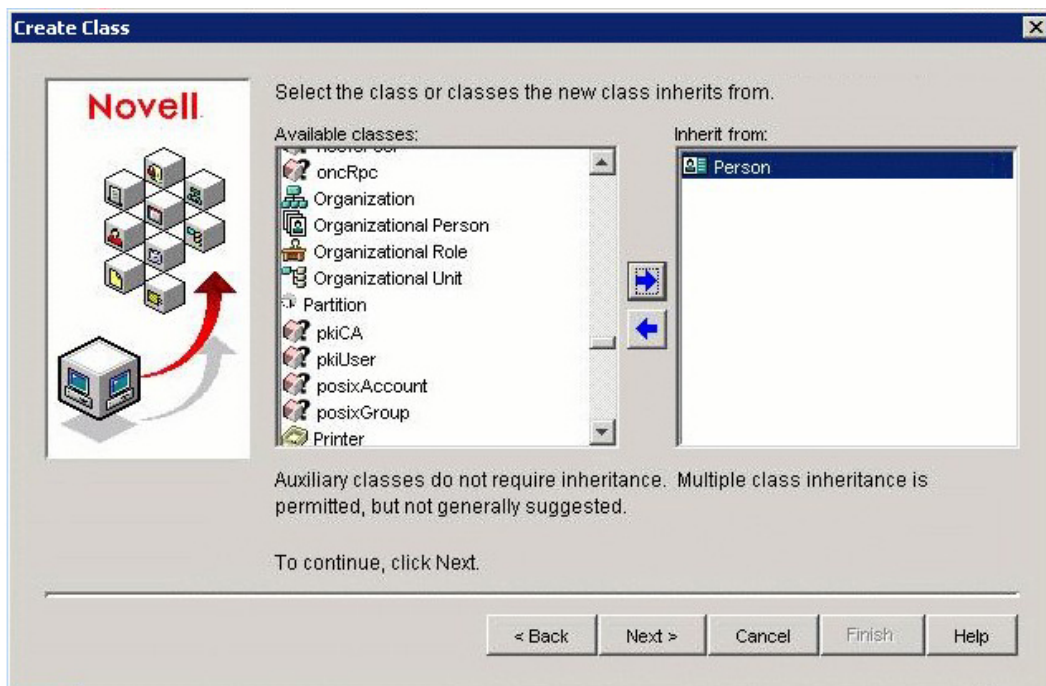 Create Class
Novell
Select the class or classes the new class inherits from.
Available classes:
oncRpc
Organization
Organizational Person
Organizational Role
Organizational Unit
Partition
pkiCA
pkiUser
posixAccount
posixGroup
Printer
Inherit from:
Person
Auxiliary classes do not require inheritance. Multiple class inheritance is
permitted, but not generally suggested.
To continue, click Next.
< Back
Next >
Cancel
Finish
Help